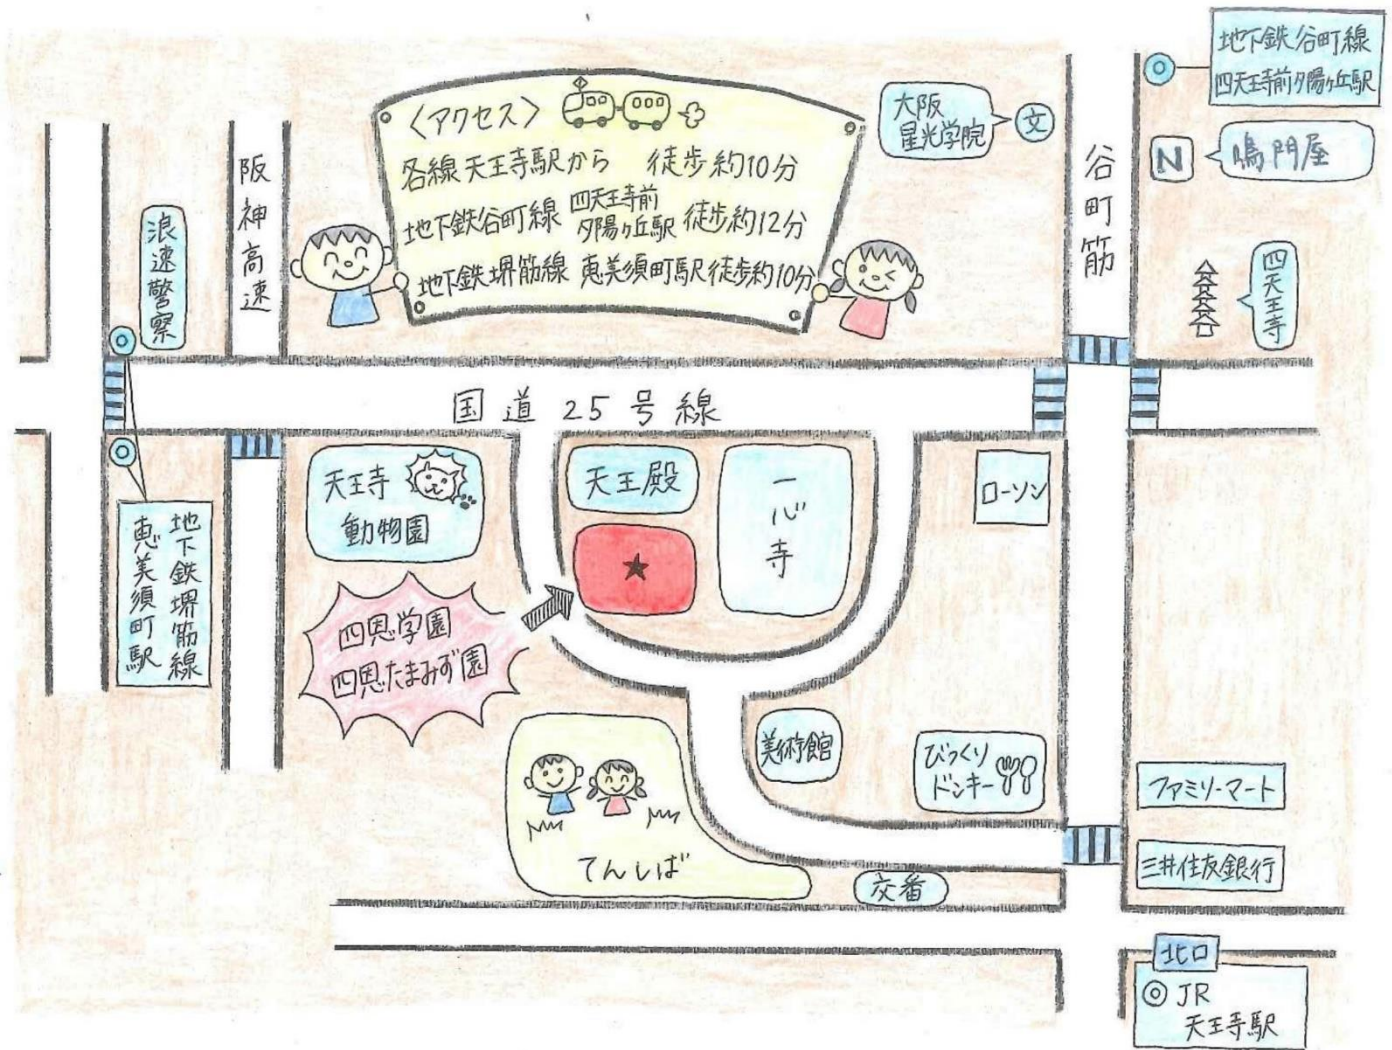 〈アクセス〉
各線天王寺駅から 徒歩約10分
地下鉄谷町線 四天王寺前
夕陽ヶ丘駅 徒歩約12分
地下鉄堺筋線 恵美須町駅徒歩約10分
大阪
星光学院
文
谷町筋
地下鉄谷町線
四天王寺前夕陽ヶ丘駅
N
鳴門屋
四天王寺
阪神高速
浪速警察
国道25号線
地下鉄堺筋線
恵美須町駅
天王寺
動物園
天王殿
一心寺
ローソン
四恩学園
四恩たまみず園
美術館
びっくり
ドンキー
てんしば
交番
ファミリーマート
三井住友銀行
北口
JR
天王寺駅